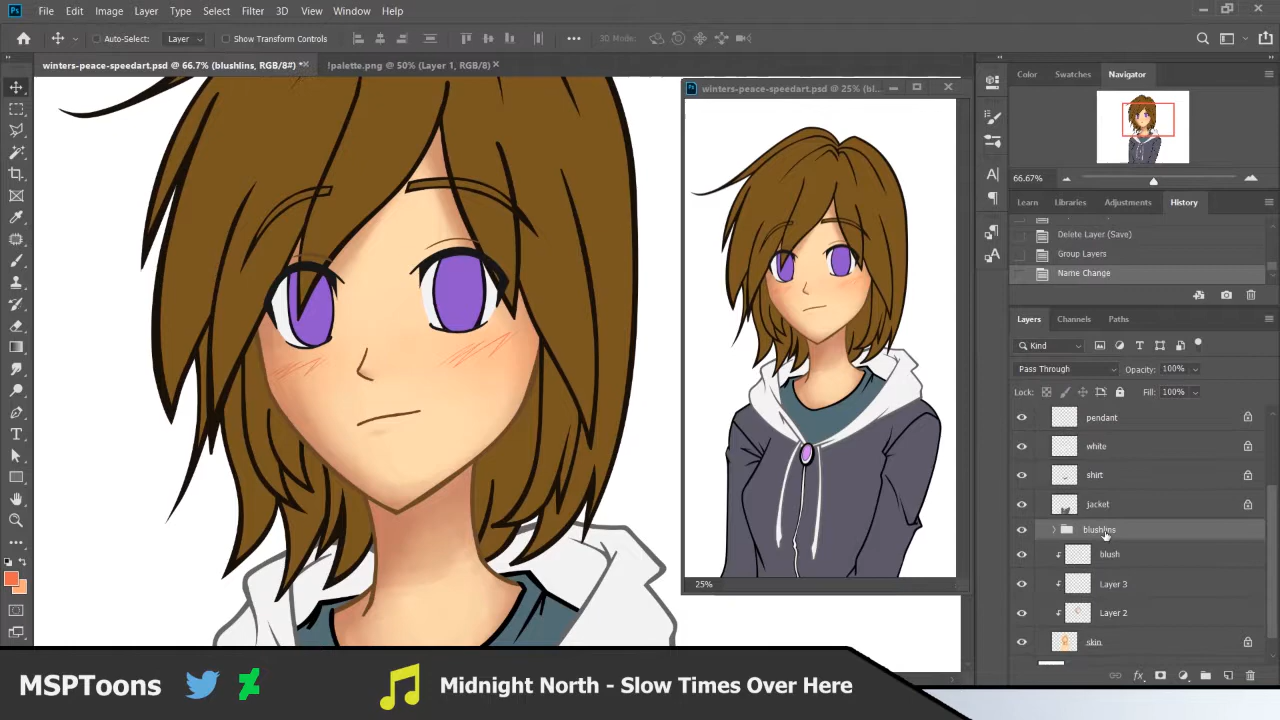 Ps File Edit Image Layer Type Select Filter 3D View Window Help
Auto-Select: Layer Show Transform Controls 3D Mode:
winters-peace-speedart.psd @ 66.7% (blushlins, RGB/8#) *
!palette.png @ 50% (Layer 1, RGB/8)
winters-peace-speedart.psd @ 25% (bl...
25%
Color Swatches Navigator
66.67%
Learn Libraries Adjustments History
Delete Layer (Save)
Group Layers
Name Change
Layers Channels Paths
Kind
Pass Through Opacity: 100%
Lock: Fill: 100%
pendant
white
shirt
jacket
blushlins
blush
Layer 3
Layer 2
skin
MSPToons
Midnight North - Slow Times Over Here